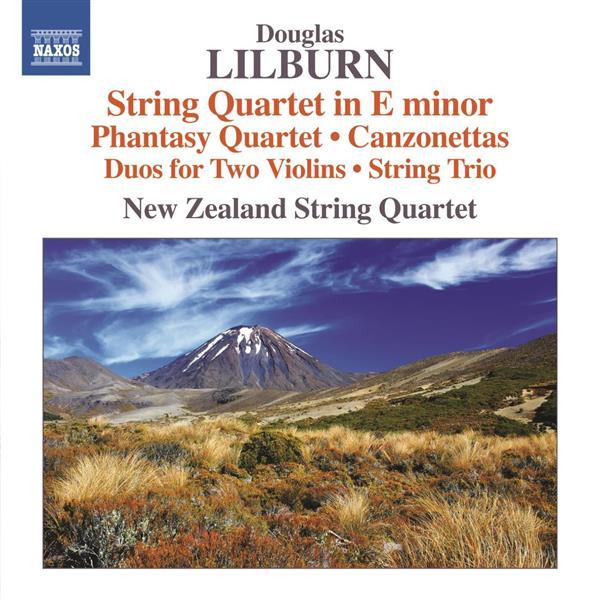 NAXOS
Douglas
LILBURN
String Quartet in E minor
Phantasy Quartet • Canzonettas
Duos for Two Violins • String Trio
New Zealand String Quartet